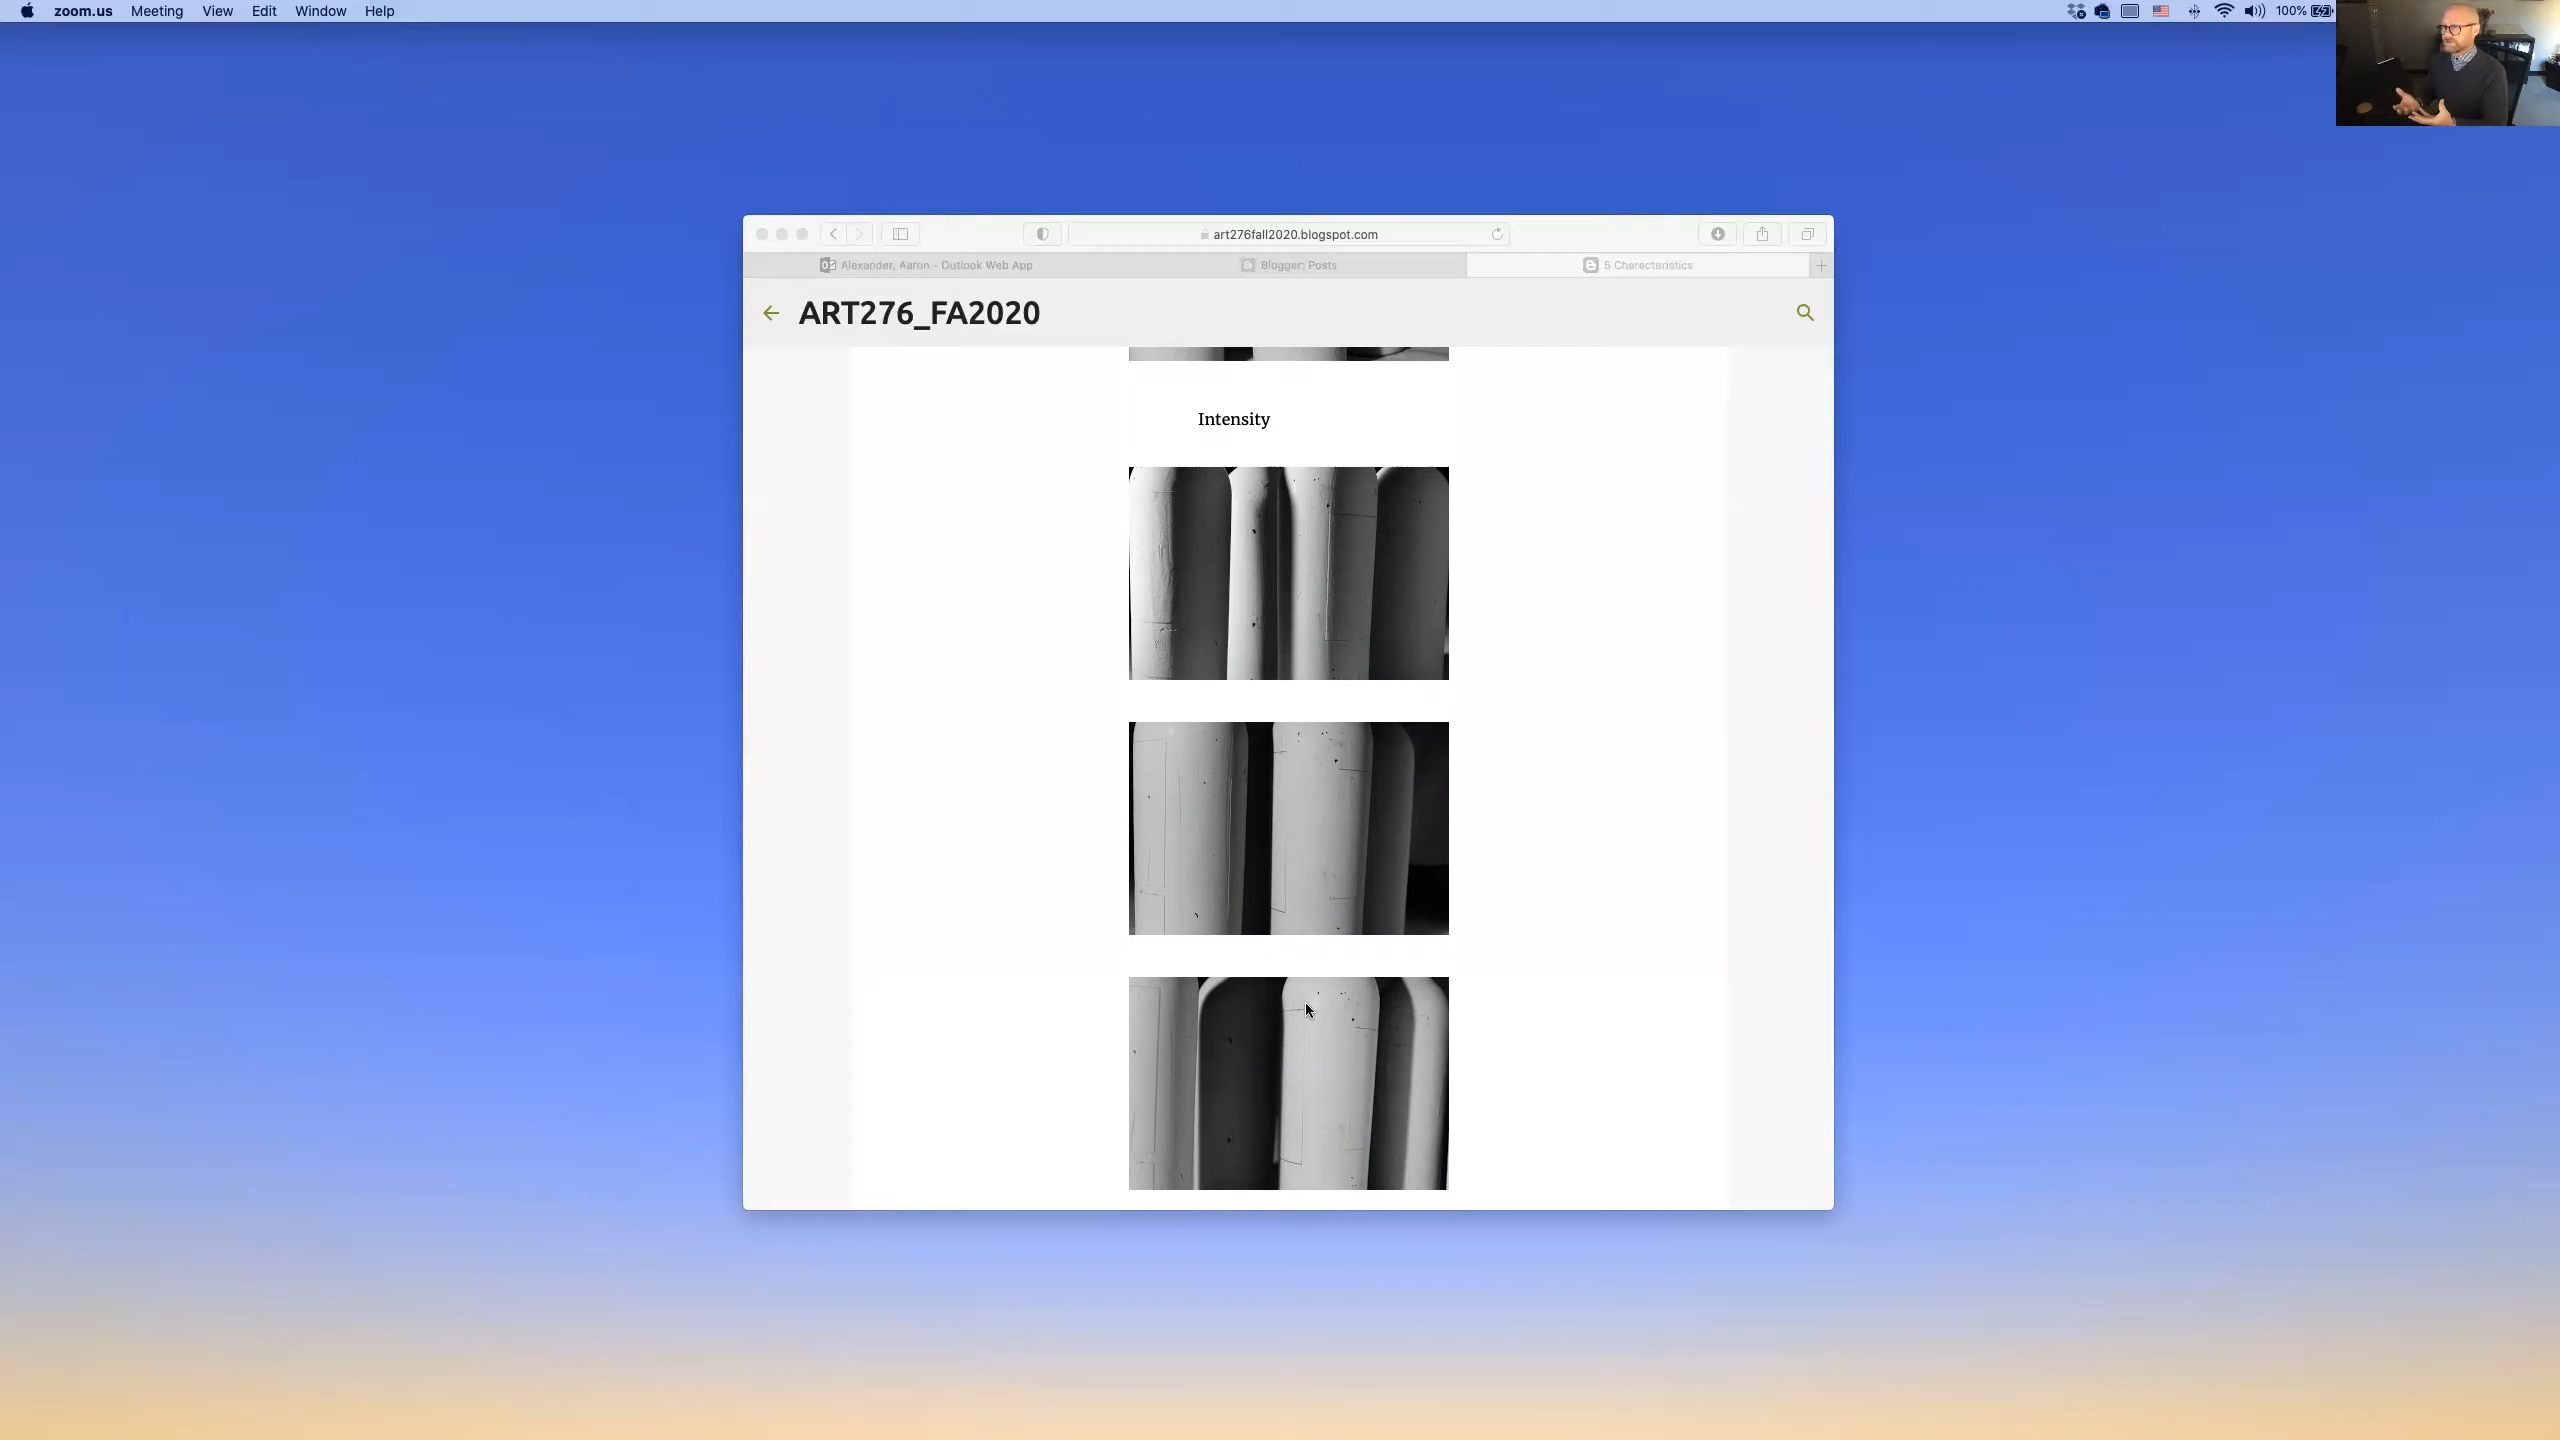 zoom.us Meeting View Edit Window Help 100%
art276fall2020.blogspot.com
Alexander, Aaron - Outlook Web App Blogger: Posts 5 Charecteristics
ART276_FA2020
Intensity